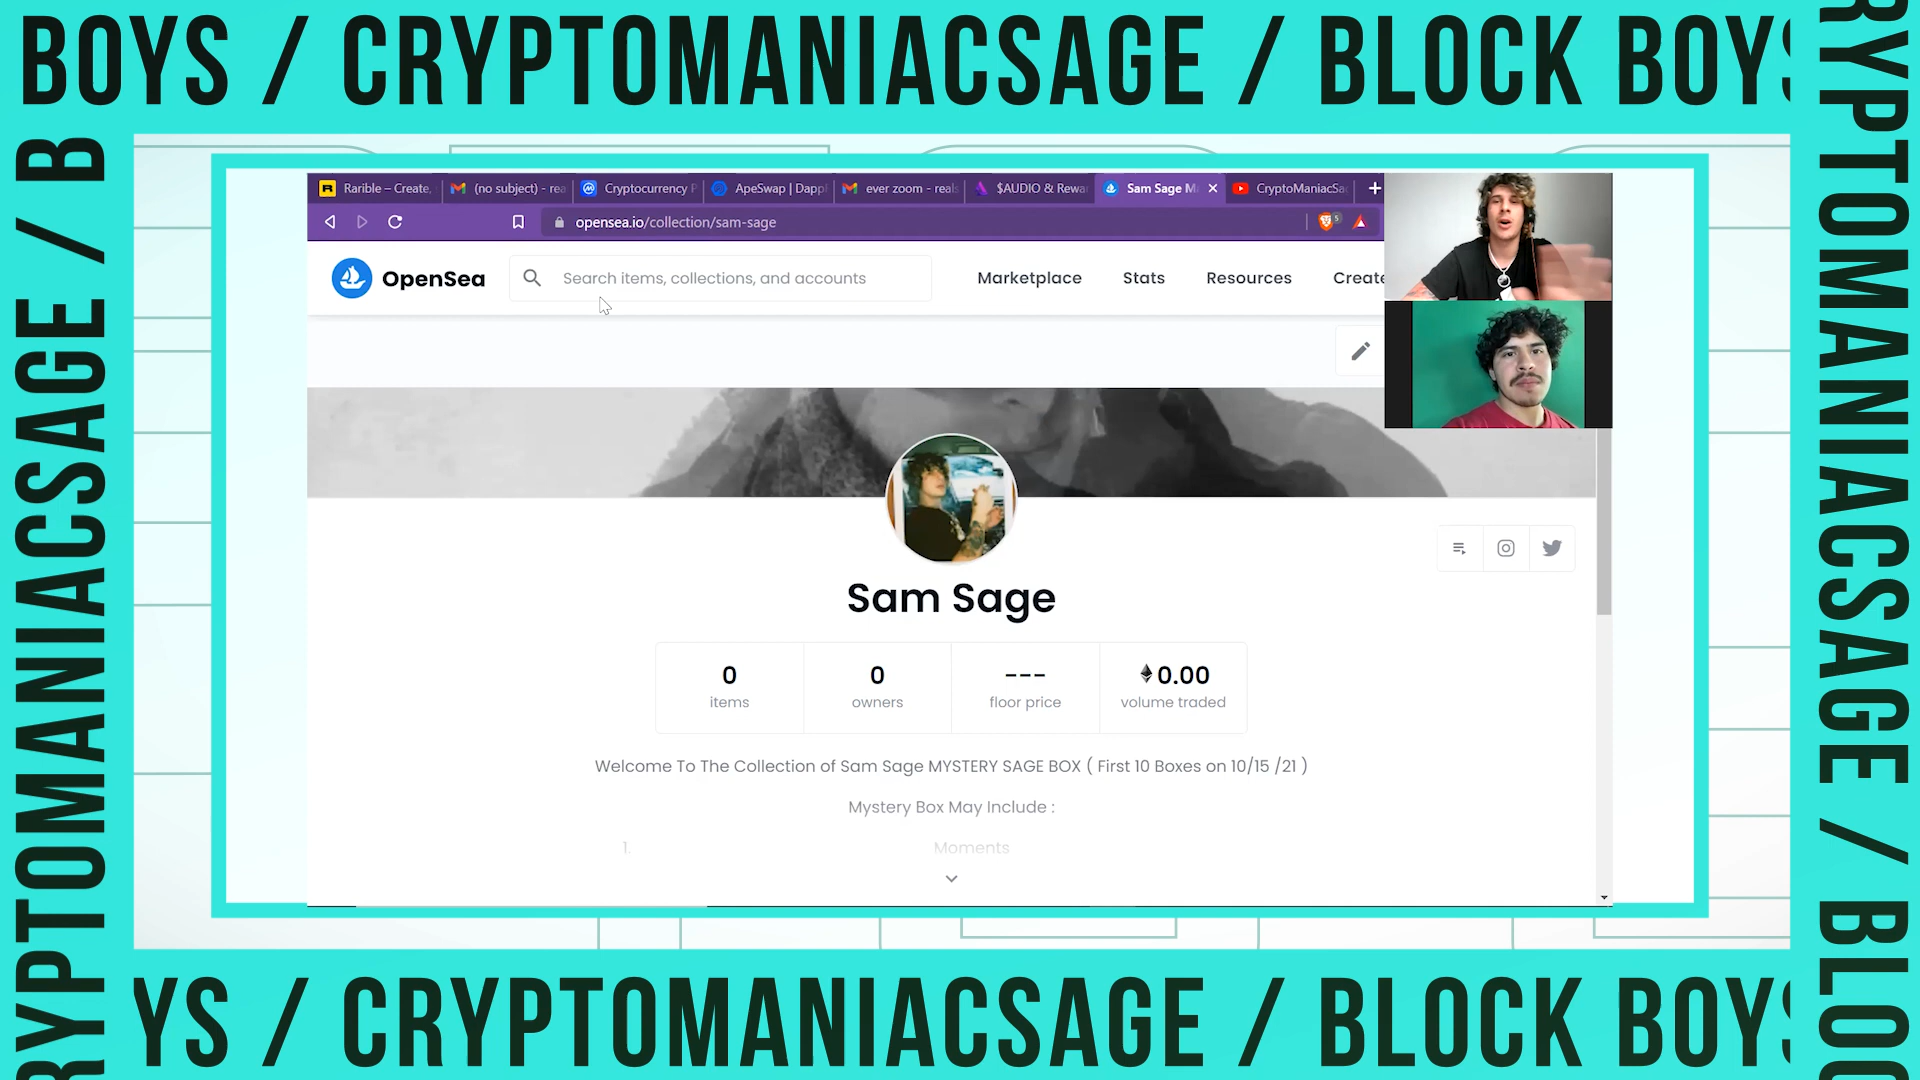 BOYS / CRYPTOMANIACSAGE / BLOCK BOYS
RYPTOMANIACSAGE / BLOC
RYPTOMANIACSAGE / B
Rarible – Create,
(no subject) - rea
Cryptocurrency P
ApeSwap | Dapp
ever zoom - reals
$AUDIO & Rewa
Sam Sage M
CryptoManiacSa
opensea.io/collection/sam-sage
5
OpenSea
Search items, collections, and accounts
Marketplace
Stats
Resources
Create
Sam Sage
0
items
0
owners
---
floor price
0.00
volume traded
Welcome To The Collection of Sam Sage MYSTERY SAGE BOX ( First 10 Boxes on 10/15 /21 )
Mystery Box May Include :
1. Moments
YS / CRYPTOMANIACSAGE / BLOCK BOYS